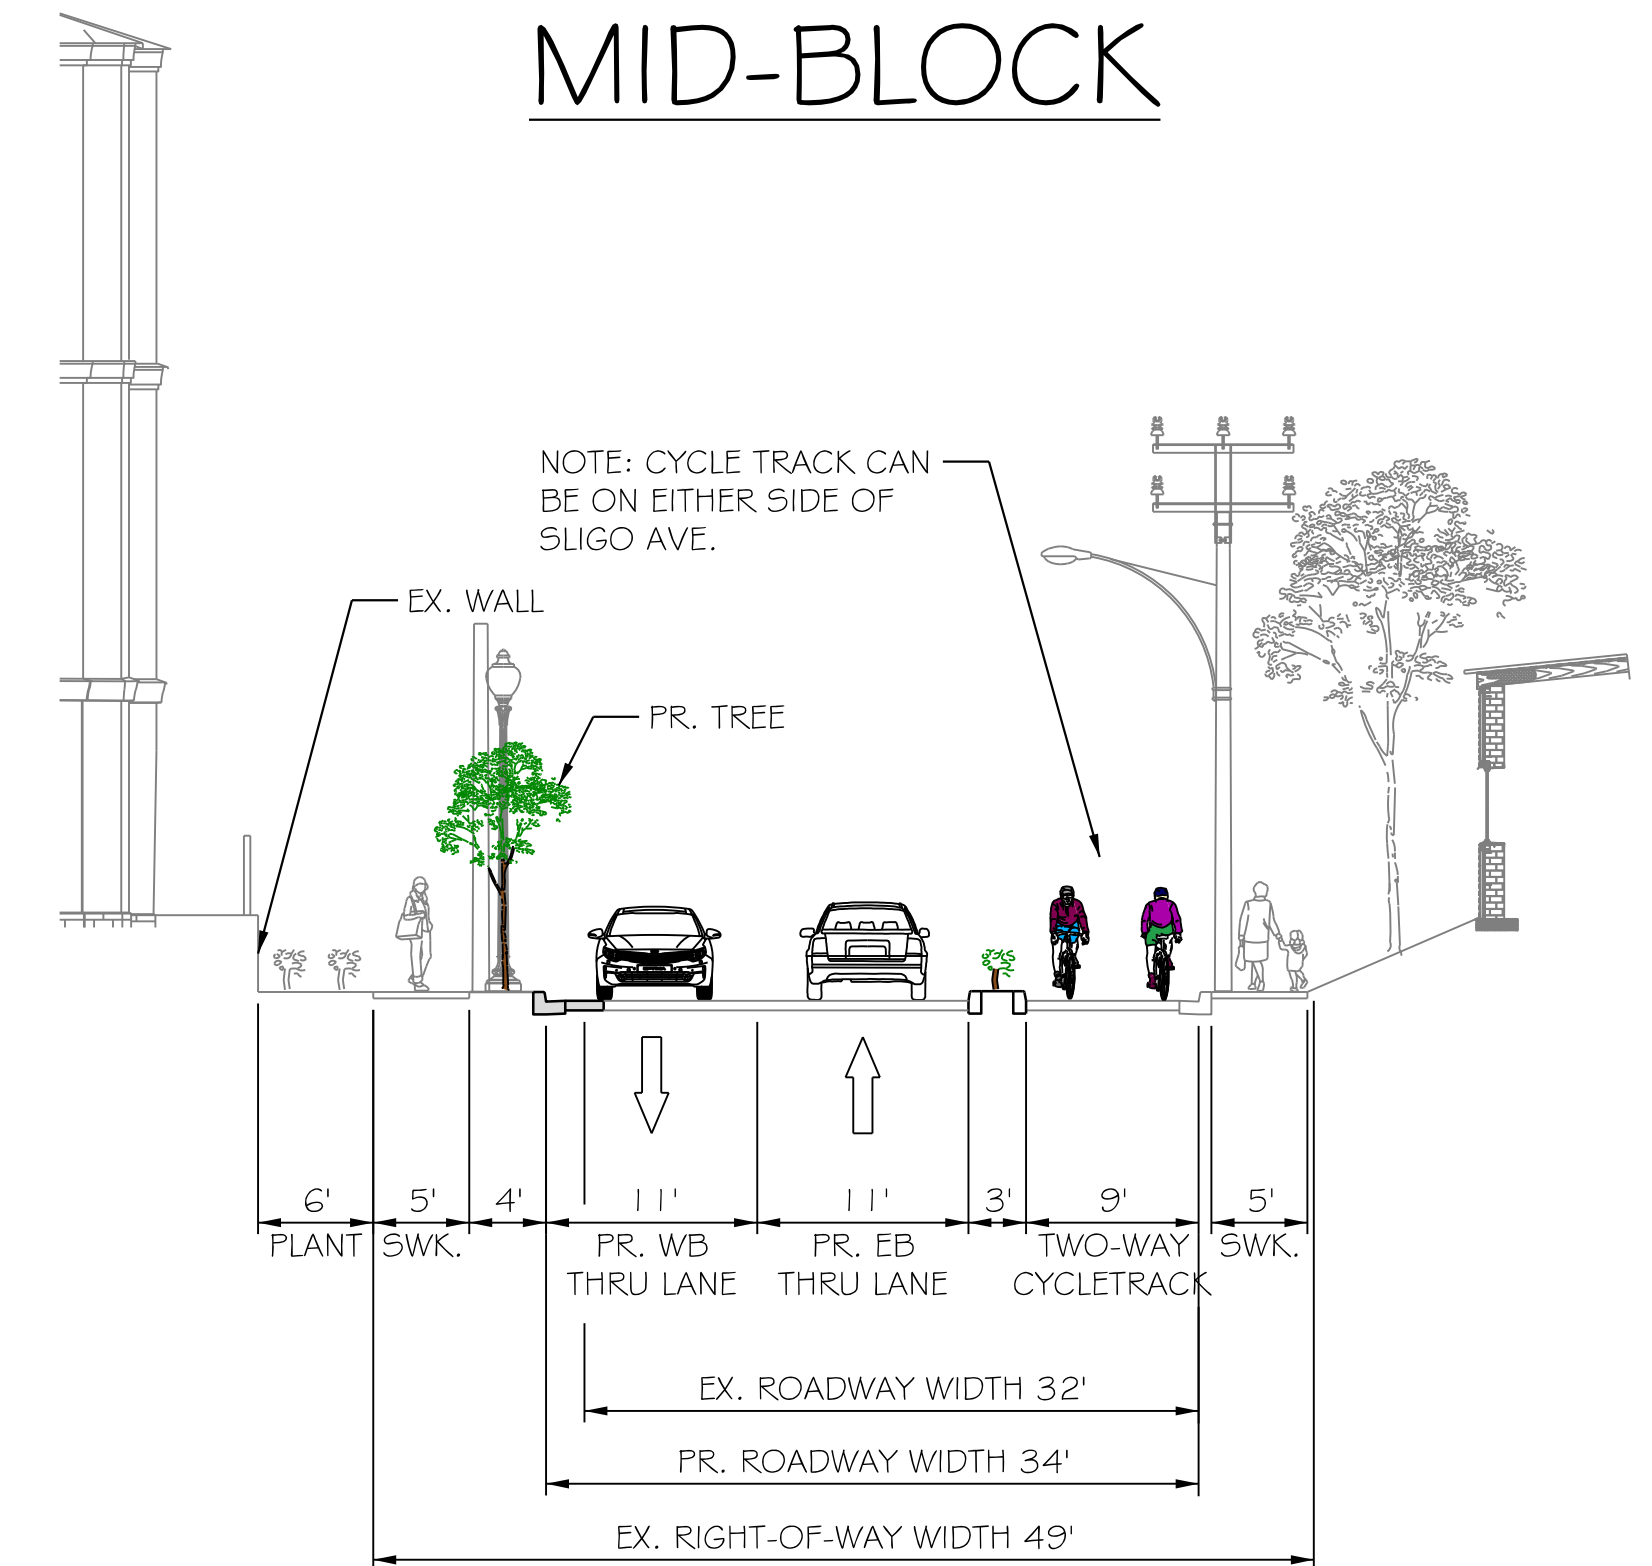 MID-BLOCK
NOTE: CYCLE TRACK CAN
BE ON EITHER SIDE OF
SLIGO AVE.
EX. WALL
PR. TREE
6' 5' 4' 11' 11' 3' 9' 5'
PLANT SWK. PR. WB PR. EB TWO-WAY SWK.
THRU LANE THRU LANE CYCLETRACK
EX. ROADWAY WIDTH 32'
PR. ROADWAY WIDTH 34'
EX. RIGHT-OF-WAY WIDTH 49'